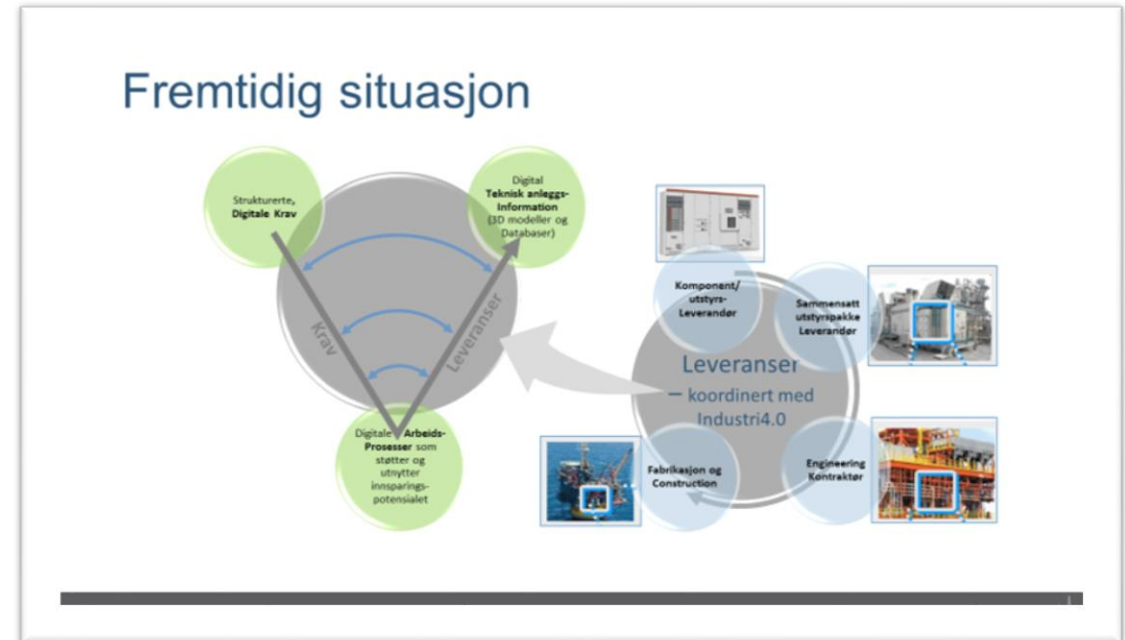 Fremtidig situasjon
Strukturerte,
Digitale Krav
Digital
Teknisk anleggs-
Information
(3D modeller og
Databaser)
Krav
Leveranser
Digitale Arbeids-
Prosesser som
støtter og
utnytter
innsparings-
potensialet
Komponent/
utstyrs-
Leverandør
Sammensatt
utstyrspakke
Leverandør
Leveranser
– koordinert med
Industri4.0
Fabrikasjon og
Construction
Engineering
Kontraktør